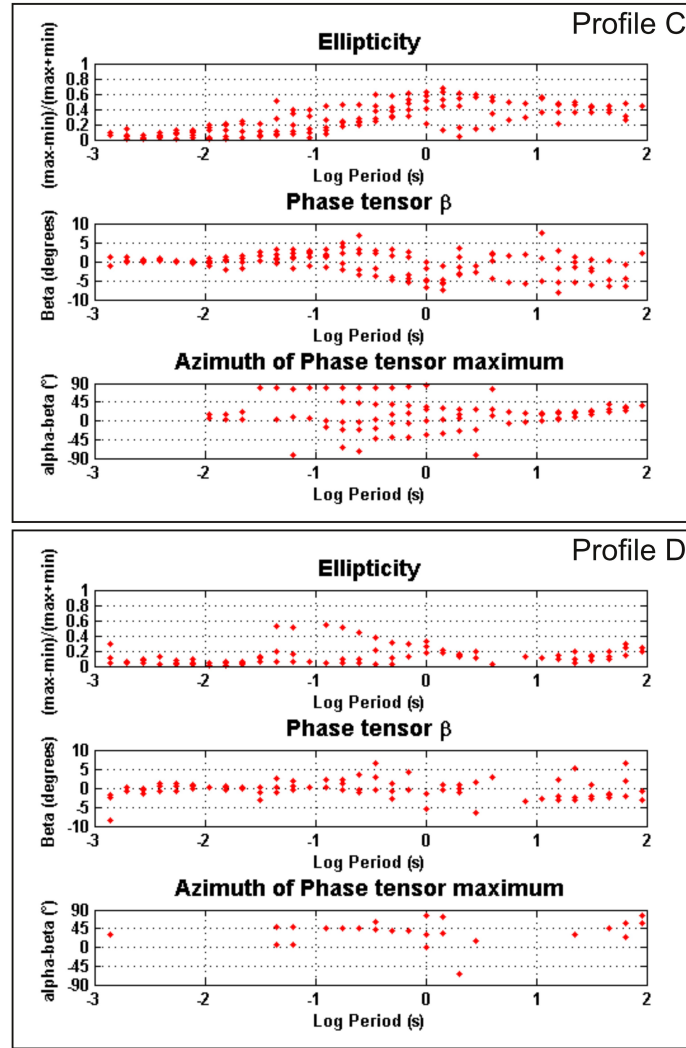 Profile C
Ellipticity
(max-min)/(max+min)
1
0.8
0.6
0.4
0.2
0
-3 -2 -1 0 1 2
Log Period (s)
Phase tensor β
Beta (degrees)
10
5
0
-5
-10
-3 -2 -1 0 1 2
Log Period (s)
Azimuth of Phase tensor maximum
alpha-beta (°)
90
45
0
-45
-90
-3 -2 -1 0 1 2
Log Period (s)
Profile D
Ellipticity
(max-min)/(max+min)
1
0.8
0.6
0.4
0.2
0
-3 -2 -1 0 1 2
Log Period (s)
Phase tensor β
Beta (degrees)
10
5
0
-5
-10
-3 -2 -1 0 1 2
Log Period (s)
Azimuth of Phase tensor maximum
alpha-beta (°)
90
45
0
-45
-90
-3 -2 -1 0 1 2
Log Period (s)